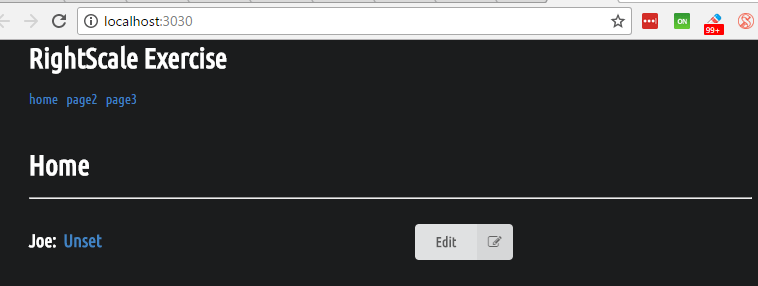 localhost:3030
ON
99+
RightScale Exercise
home page2 page3
Home
Joe: Unset
Edit